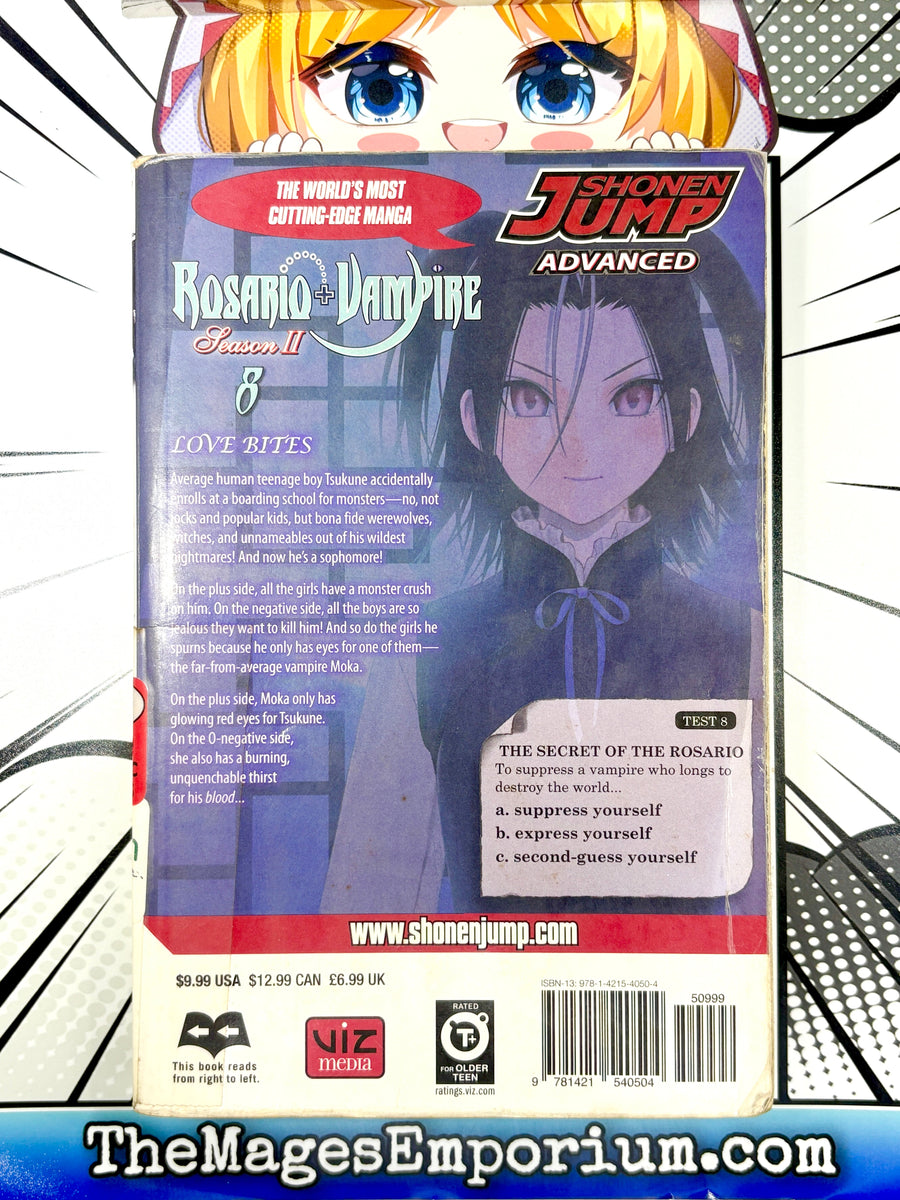 THE WORLD'S MOST
CUTTING-EDGE MANGA
SHONEN
JUMP
ADVANCED
ROSARIO+VAMPIRE
Season II
8
LOVE BITES
Average human teenage boy Tsukune accidentally
enrolls at a boarding school for monsters—no, not
jocks and popular kids, but bona fide werewolves,
witches, and unnameables out of his wildest
nightmares! And now he's a sophomore!
On the plus side, all the girls have a monster crush
on him. On the negative side, all the boys are so
jealous they want to kill him! And so do the girls he
spurns because he only has eyes for one of them—
the far-from-average vampire Moka.
On the plus side, Moka only has
glowing red eyes for Tsukune.
On the O-negative side,
she also has a burning,
unquenchable thirst
for his blood...
TEST 8
THE SECRET OF THE ROSARIO
To suppress a vampire who longs to
destroy the world...
a. suppress yourself
b. express yourself
c. second-guess yourself
www.shonenjump.com
$9.99 USA $12.99 CAN £6.99 UK
This book reads
from right to left.
VIZ
MEDIA
RATED
T+
FOR OLDER
TEEN
ratings.viz.com
ISBN-13: 978-1-4215-4050-4
50999
9 781421 540504
TheMagesEmporium.com